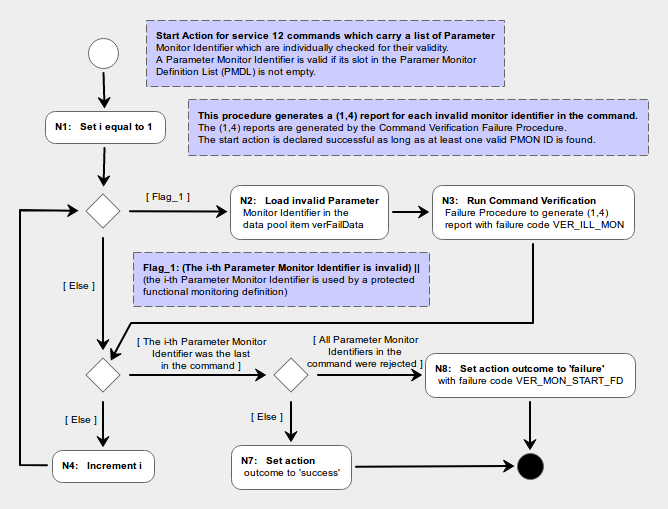 Start Action for service 12 commands which carry a list of Parameter
Monitor Identifier which are individually checked for their validity.
A Parameter Monitor Identifier is valid if its slot in the Paramer Monitor
Definition List (PMDL) is not empty.
N1: Set i equal to 1
This procedure generates a (1,4) report for each invalid monitor identifier in the command.
The (1,4) reports are generated by the Command Verification Failure Procedure.
The start action is declared successful as long as at least one valid PMON ID is found.
[ Flag_1 ]
N2: Load invalid Parameter
Monitor Identifier in the
data pool item verFailData
N3: Run Command Verification
Failure Procedure to generate (1,4)
report with failure code VER_ILL_MON
[ Else ]
Flag_1: (The i-th Parameter Monitor Identifier is invalid) ||
(the i-th Parameter Monitor Identifier is used by a protected
functional monitoring definition)
[ The i-th Parameter Monitor
Identifier was the last
in the command ]
[ All Parameter Monitor
Identifiers in the
command were rejected ]
N8: Set action outcome to 'failure'
with failure code VER_MON_START_FD
[ Else ]
[ Else ]
N4: Increment i
N7: Set action
outcome to 'success'